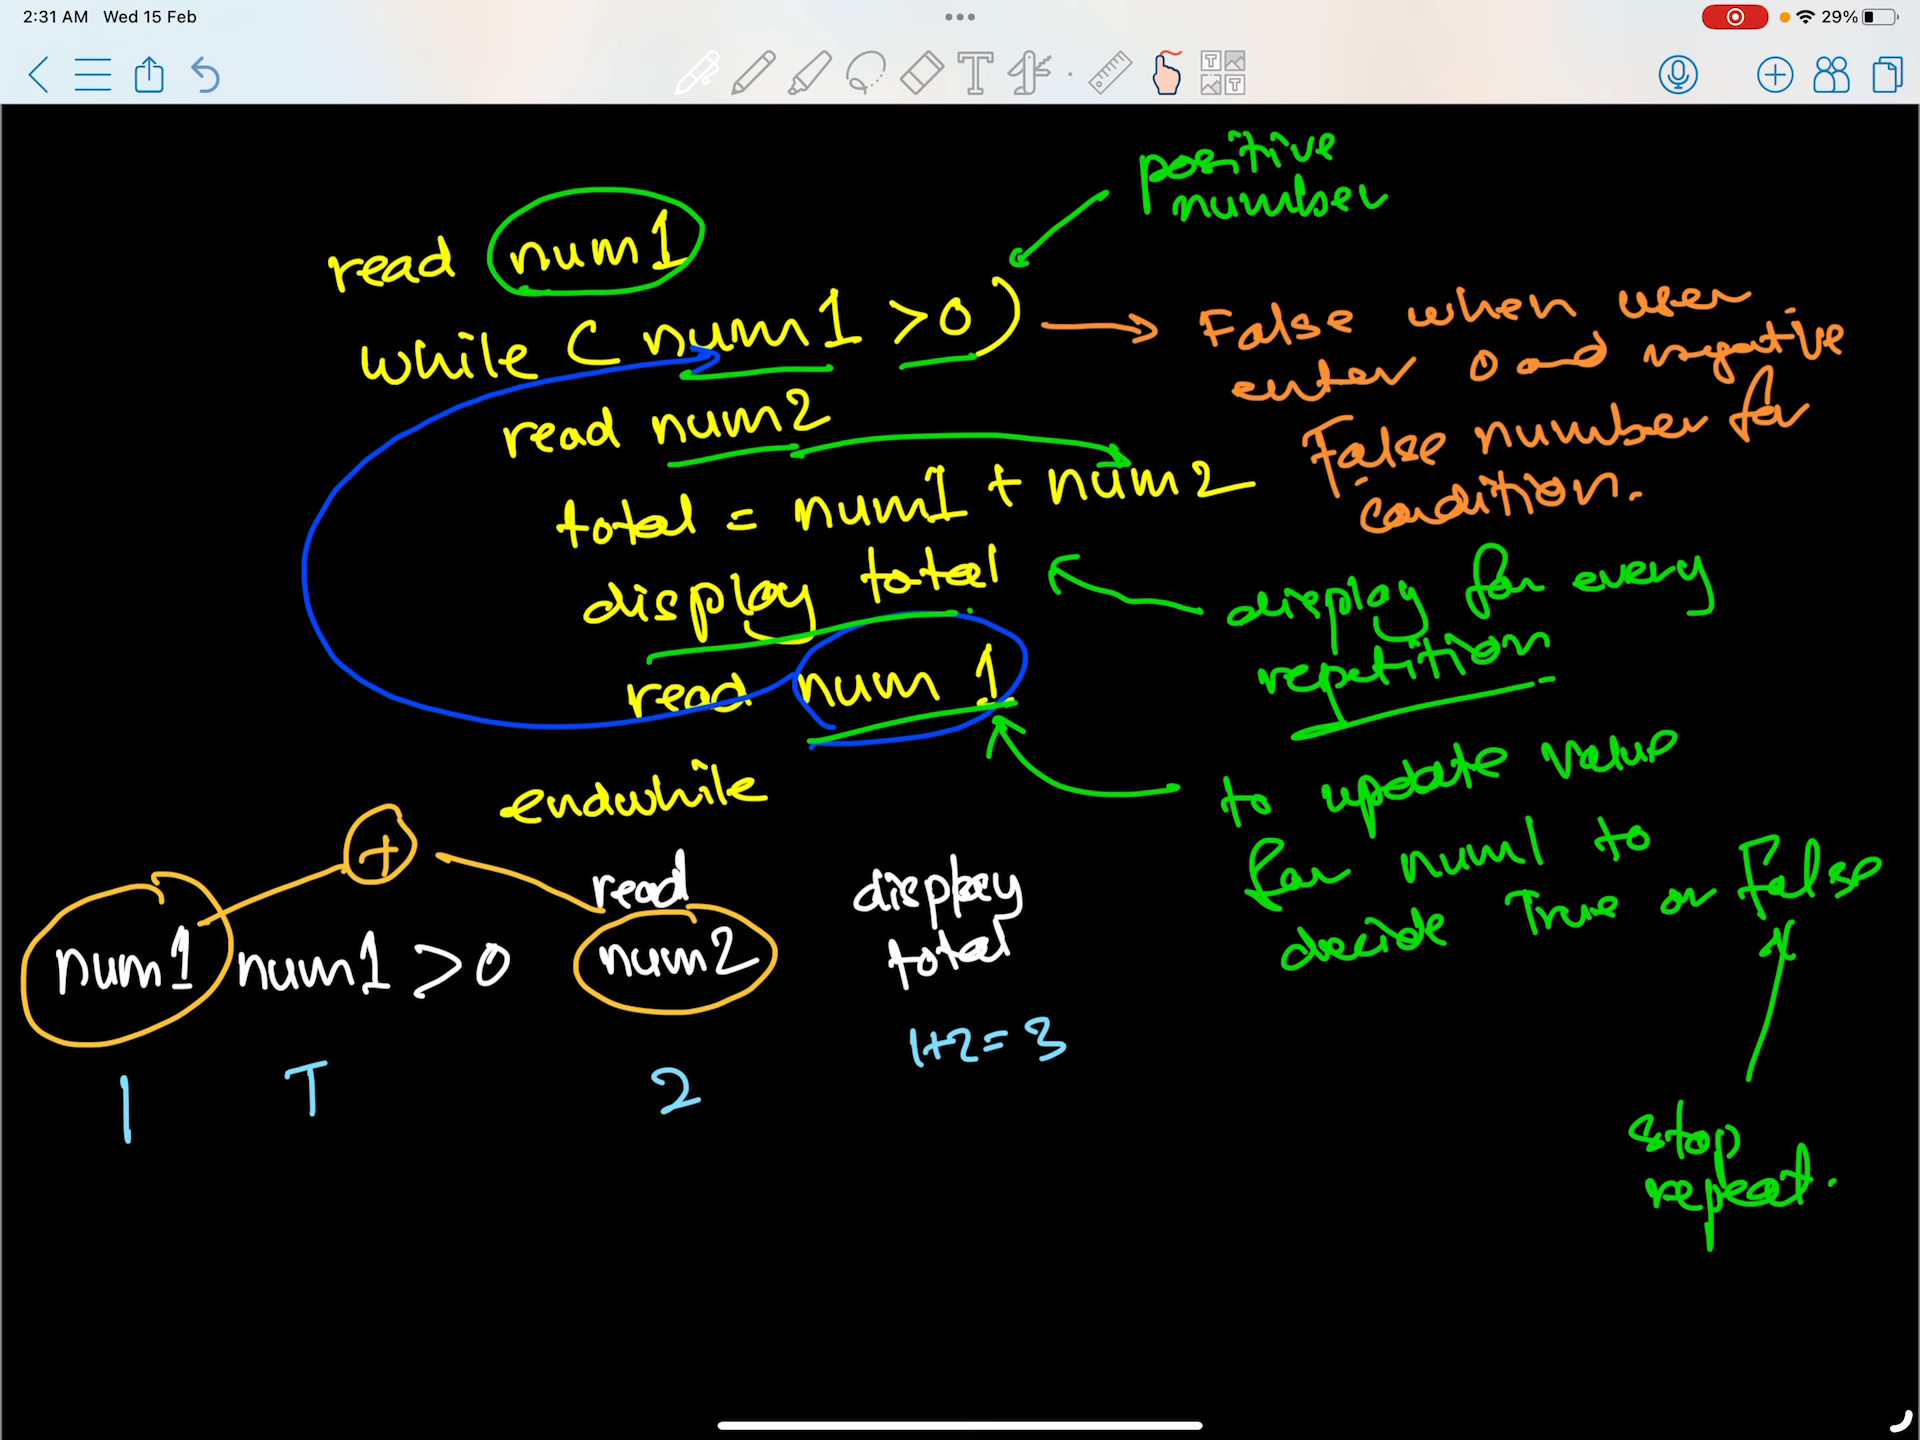 2:31 AM Wed 15 Feb
29%
positive
number
read num1
while ( num1 >0)
False when user
enter 0 and negative
False number for
condition.
read num2
total = num1 + num2
display total
display for every
repetition
read num 1
endwhile
to update value
for num1 to
decide True or False
stop
repeat.
+
read
display
num1 num1 >0 num2 total
1 T 2 1+2=3